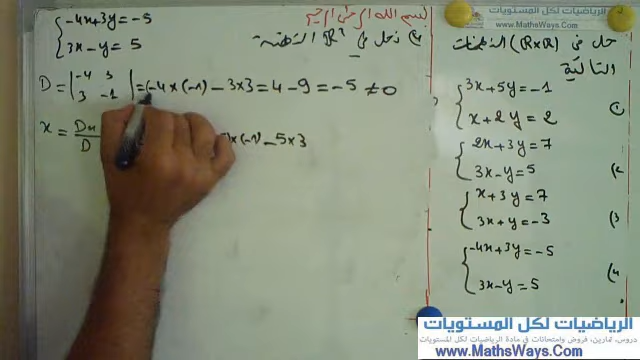 بسم الله الرحمن الرحيم
4) نحل في ℝ² النظمة
{ -4x+3y = -5
3x-y = 5
D = | -4 3
3 -1 | = (-4×(-1) - 3×3 = 4 - 9 = -5 ≠ 0
x = Dx/D
×(-1) - 5×3
حل في (ℝxℝ) النظمات
التالية
{ 3x+5y = -1
x+2y = 2 (1
{ 2x+3y = 7
3x-y = 5 (2
{ x+3y = 7
3x+y = -3 (3
{ -4x+3y = -5
3x-y = 5 (4
الرياضيات لكل المستويات
الرياضيات لكل المستويات
دروس، تمارين، فروض وامتحانات في مادة الرياضيات لكل المستويات
www.MathsWays.Com